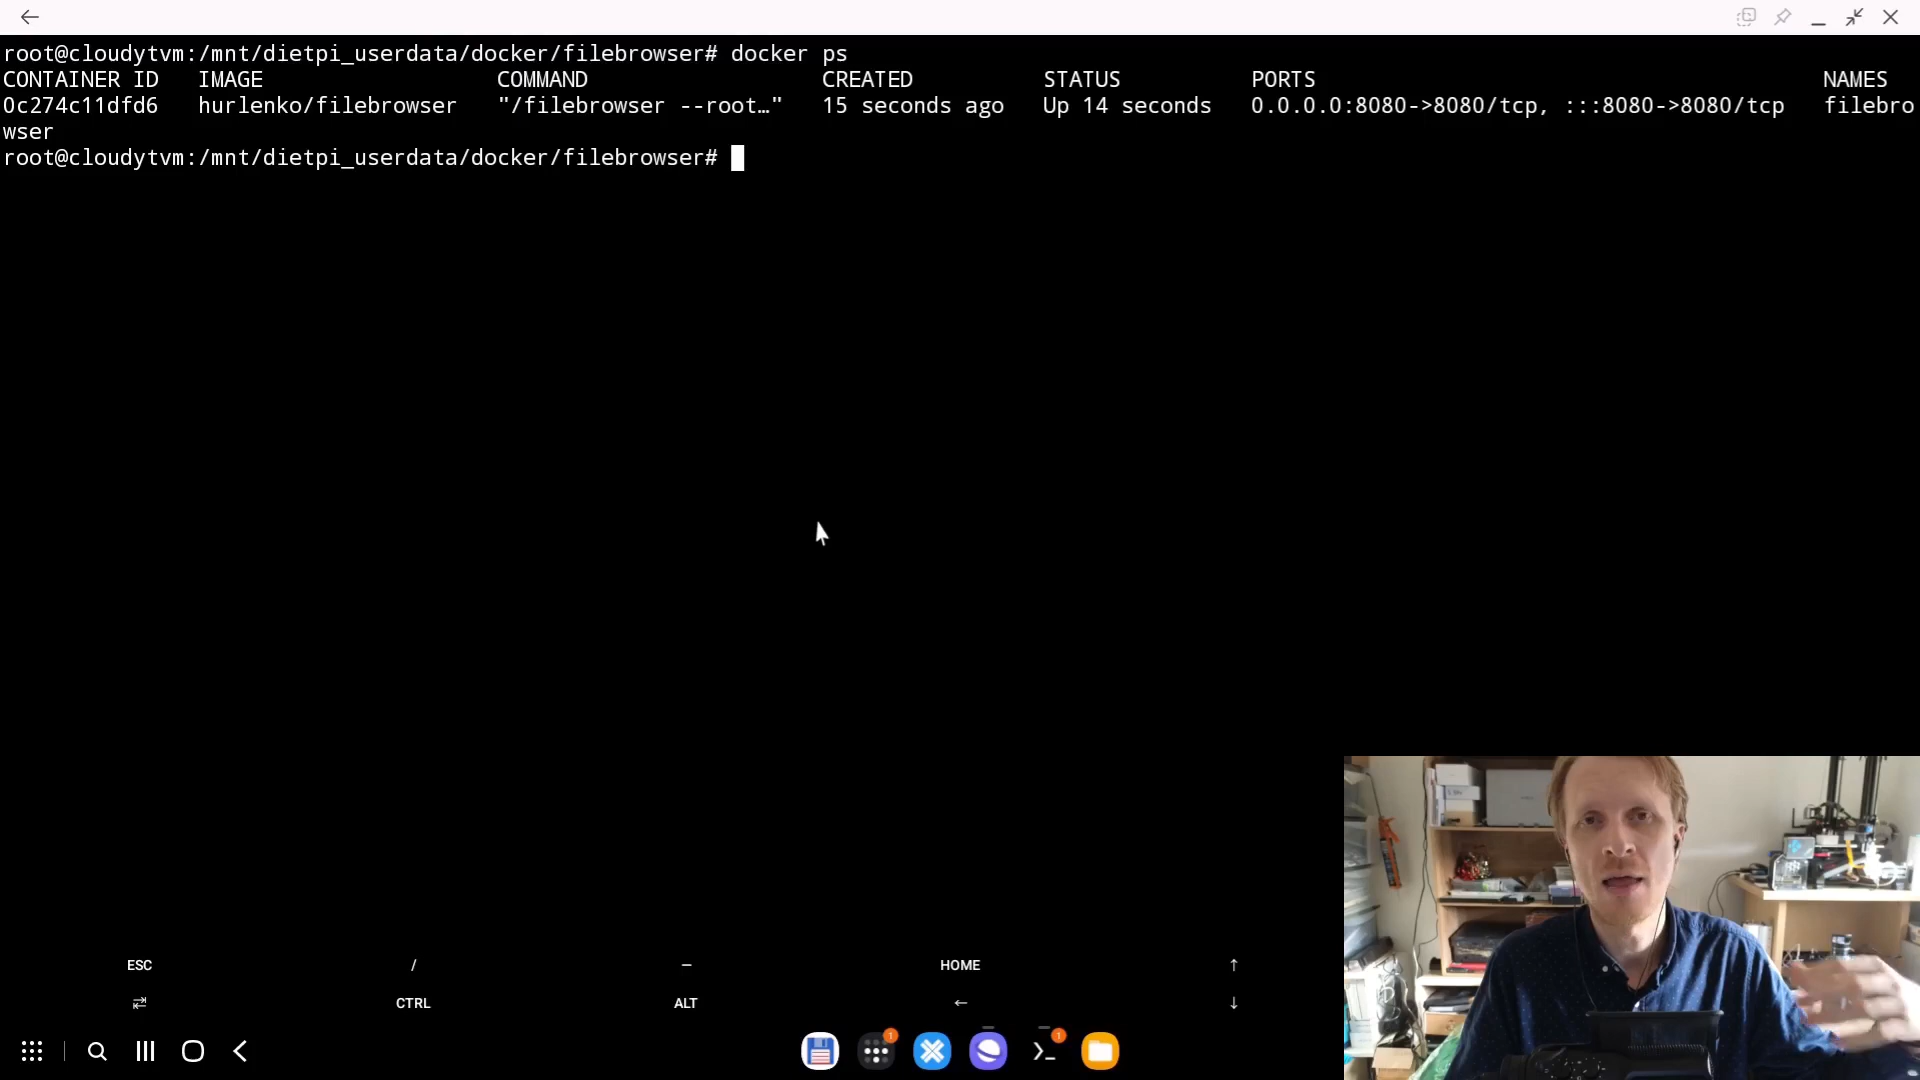 root@cloudytvm:/mnt/dietpi_userdata/docker/filebrowser# docker ps
CONTAINER ID   IMAGE                  COMMAND                  CREATED          STATUS          PORTS                                       NAMES
0c274c11dfd6   hurlenko/filebrowser   "/filebrowser --root…"   15 seconds ago   Up 14 seconds   0.0.0.0:8080->8080/tcp, :::8080->8080/tcp   filebro
wser
root@cloudytvm:/mnt/dietpi_userdata/docker/filebrowser#
ESC / – HOME ↑
⇄ CTRL ALT ← ↓
1 1